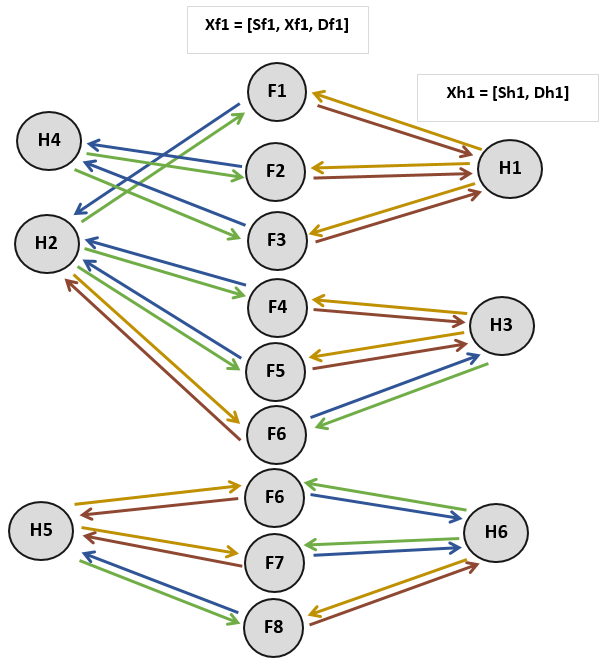 Xf1 = [Sf1, Xf1, Df1]
Xh1 = [Sh1, Dh1]
F1
H4
F2
H1
F3
H2
F4
H3
F5
F6
F6
H5
H6
F7
F8